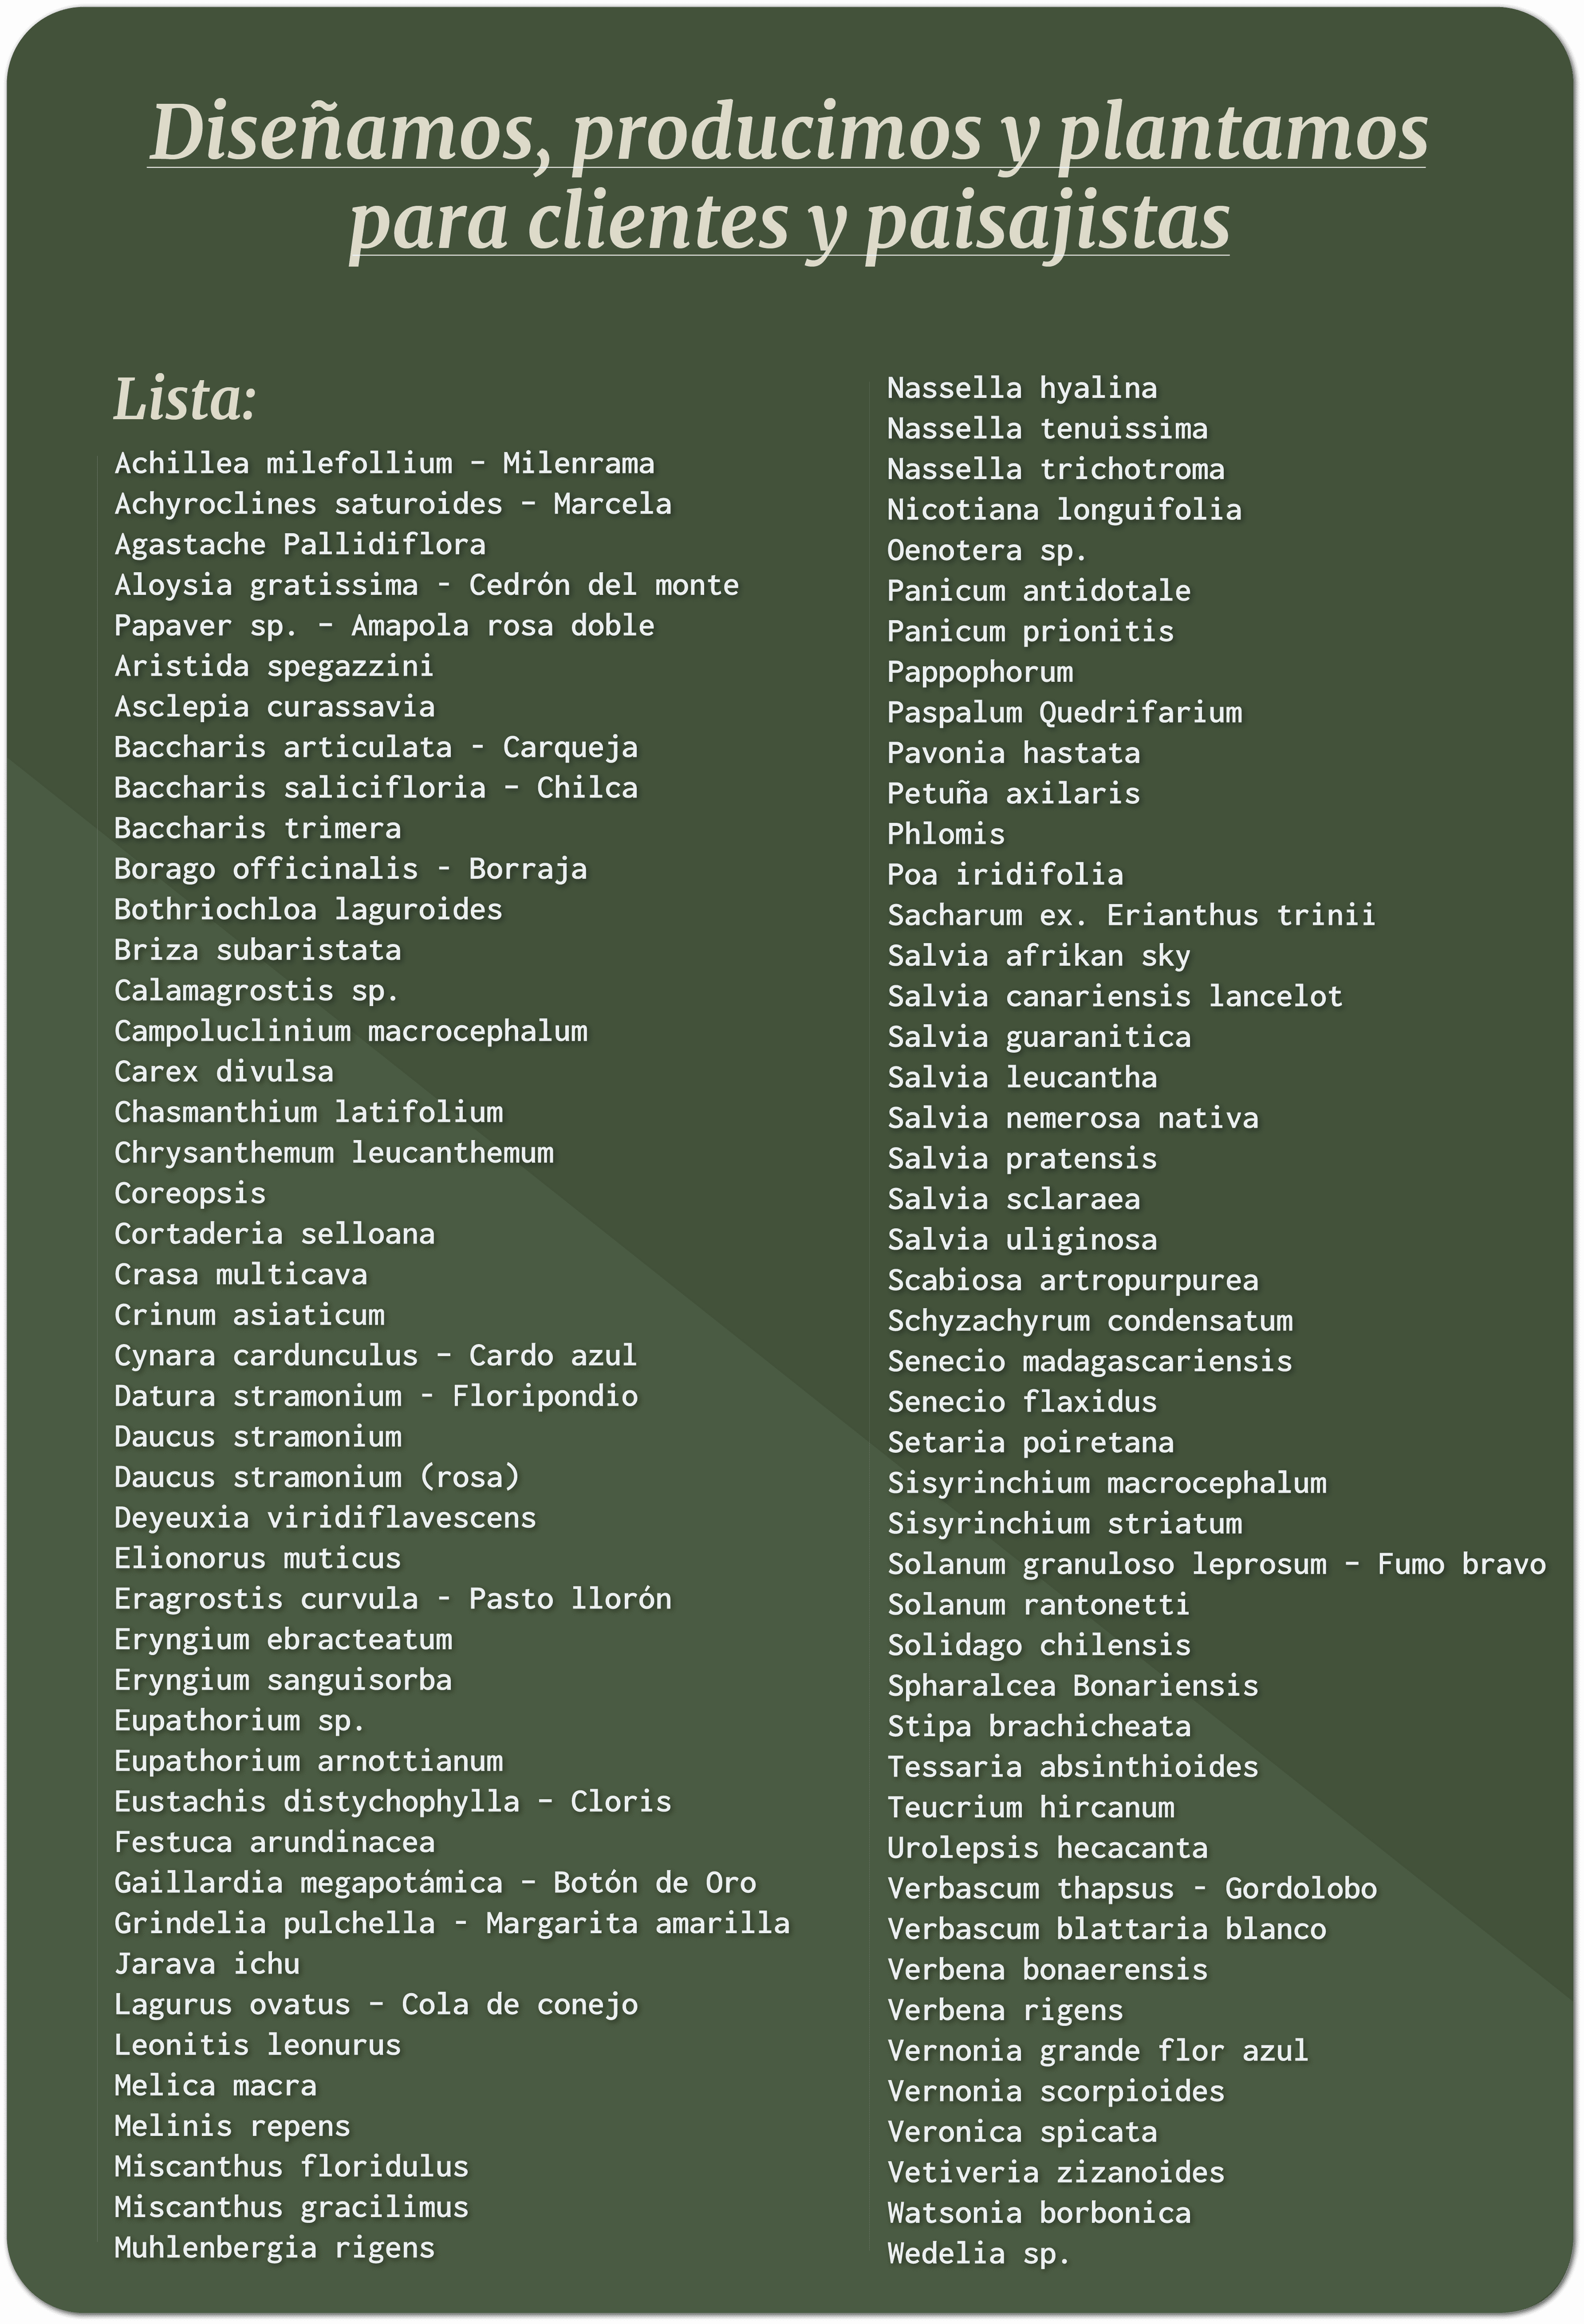 Diseñamos, producimos y plantamos
para clientes y paisajistas
Lista:
Achillea milefollium – Milenrama
Achyroclines saturoides – Marcela
Agastache Pallidiflora
Aloysia gratissima - Cedrón del monte
Papaver sp. – Amapola rosa doble
Aristida spegazzini
Asclepia curassavia
Baccharis articulata - Carqueja
Baccharis salicifloria – Chilca
Baccharis trimera
Borago officinalis - Borraja
Bothriochloa laguroides
Briza subaristata
Calamagrostis sp.
Campoluclinium macrocephalum
Carex divulsa
Chasmanthium latifolium
Chrysanthemum leucanthemum
Coreopsis
Cortaderia selloana
Crasa multicava
Crinum asiaticum
Cynara cardunculus – Cardo azul
Datura stramonium - Floripondio
Daucus stramonium
Daucus stramonium (rosa)
Deyeuxia viridiflavescens
Elionorus muticus
Eragrostis curvula - Pasto llorón
Eryngium ebracteatum
Eryngium sanguisorba
Eupathorium sp.
Eupathorium arnottianum
Eustachis distychophylla – Cloris
Festuca arundinacea
Gaillardia megapotámica – Botón de Oro
Grindelia pulchella - Margarita amarilla
Jarava ichu
Lagurus ovatus – Cola de conejo
Leonitis leonurus
Melica macra
Melinis repens
Miscanthus floridulus
Miscanthus gracilimus
Muhlenbergia rigens
Nassella hyalina
Nassella tenuissima
Nassella trichotroma
Nicotiana longuifolia
Oenotera sp.
Panicum antidotale
Panicum prionitis
Pappophorum
Paspalum Quedrifarium
Pavonia hastata
Petuña axilaris
Phlomis
Poa iridifolia
Sacharum ex. Erianthus trinii
Salvia afrikan sky
Salvia canariensis lancelot
Salvia guaranitica
Salvia leucantha
Salvia nemerosa nativa
Salvia pratensis
Salvia sclaraea
Salvia uliginosa
Scabiosa artropurpurea
Schyzachyrum condensatum
Senecio madagascariensis
Senecio flaxidus
Setaria poiretana
Sisyrinchium macrocephalum
Sisyrinchium striatum
Solanum granuloso leprosum – Fumo bravo
Solanum rantonetti
Solidago chilensis
Spharalcea Bonariensis
Stipa brachicheata
Tessaria absinthioides
Teucrium hircanum
Urolepsis hecacanta
Verbascum thapsus - Gordolobo
Verbascum blattaria blanco
Verbena bonaerensis
Verbena rigens
Vernonia grande flor azul
Vernonia scorpioides
Veronica spicata
Vetiveria zizanoides
Watsonia borbonica
Wedelia sp.